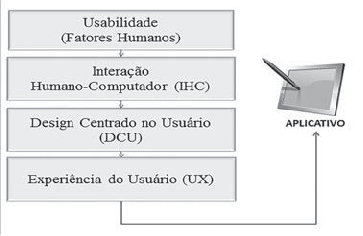 Usabilidade
(Fatores Humanos)
Interação
Humano-Computador (IHC)
Design Centrado no Usuário
(DCU)
Experiência do Usuário (UX)
APLICATIVO